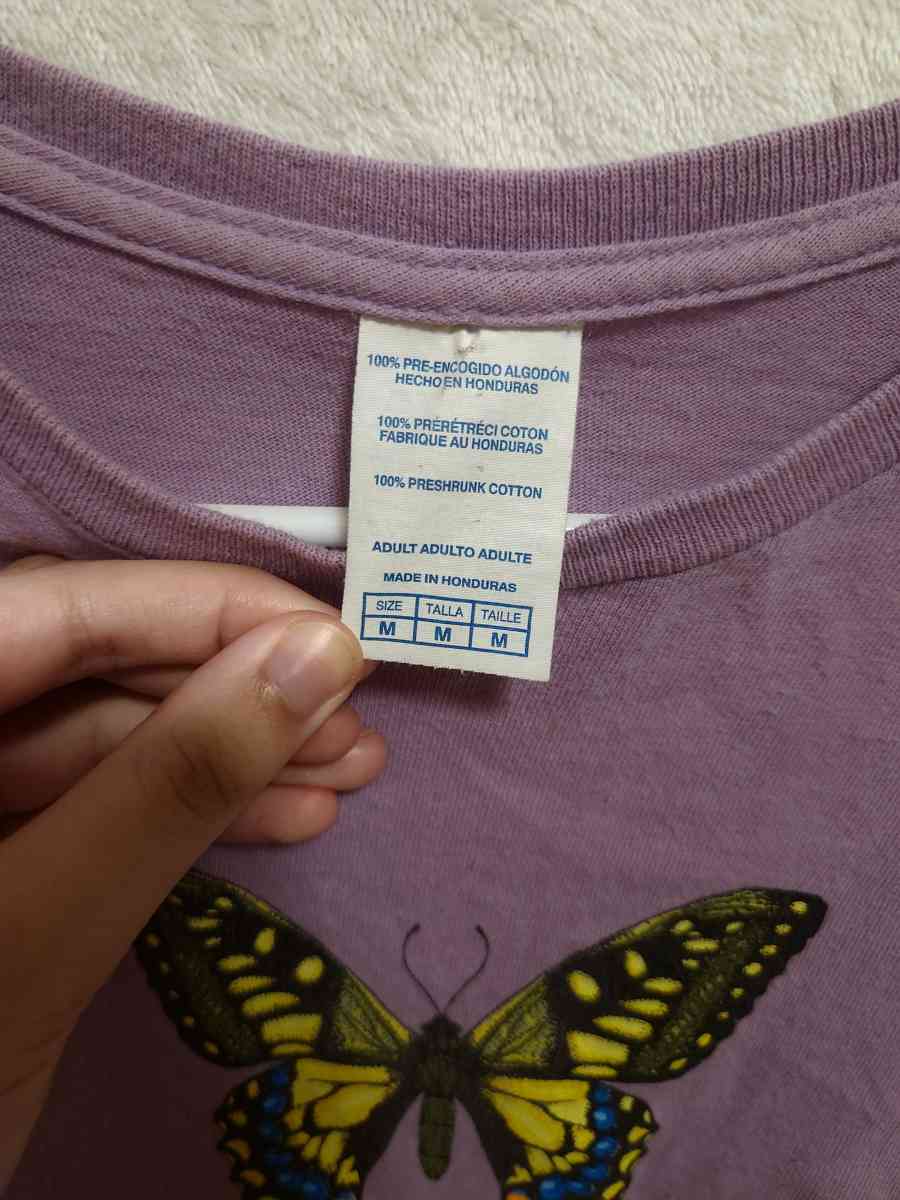 100% PRE-ENCOGIDO ALGODÓN
HECHO EN HONDURAS
100% PRÉRÉTRÉCI COTON
FABRIQUE AU HONDURAS
100% PRESHRUNK COTTON
ADULT ADULTO ADULTE
MADE IN HONDURAS
SIZE TALLA TAILLE
M M M